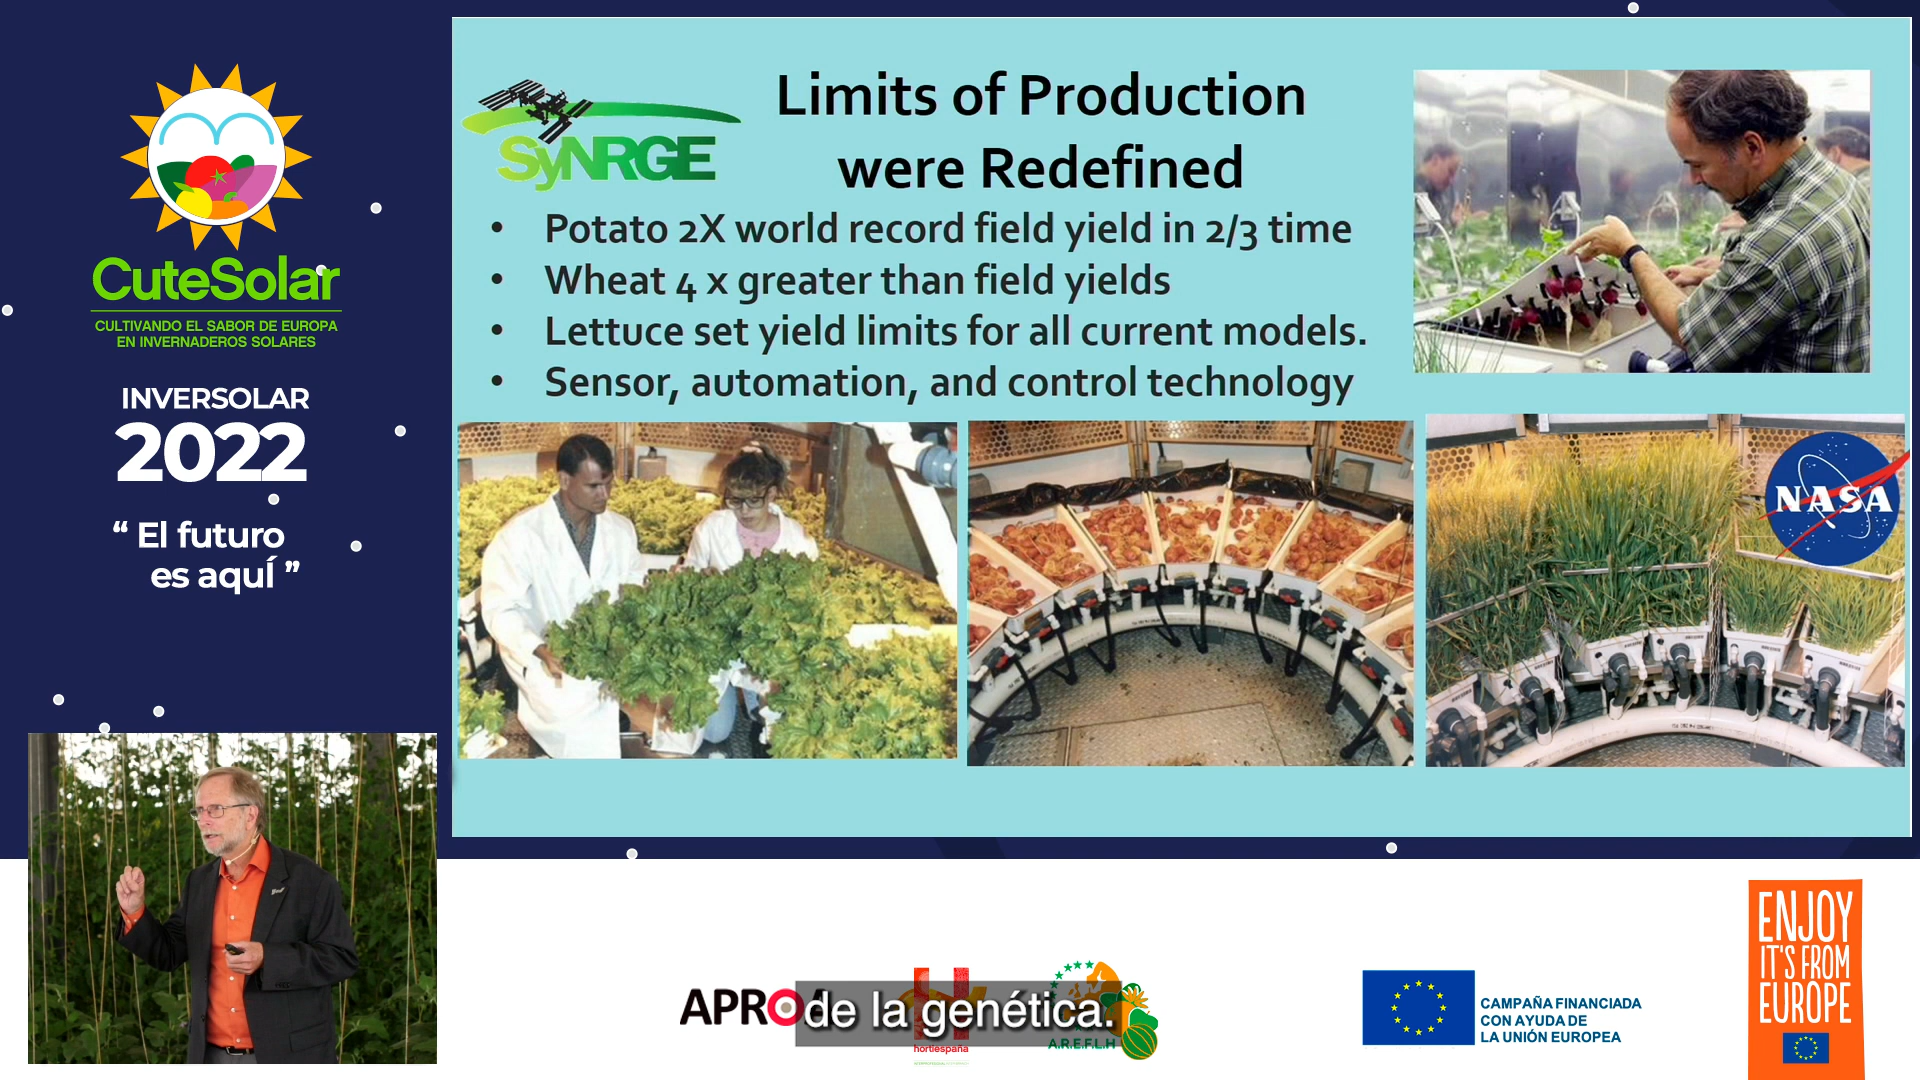 CuteSolar
CULTIVANDO EL SABOR DE EUROPA
EN INVERNADEROS SOLARES
INVERSOLAR
2022
“ El futuro
es aquÍ ”
SyNRGE
Limits of Production
were Redefined
• Potato 2X world record field yield in 2/3 time
• Wheat 4 x greater than field yields
• Lettuce set yield limits for all current models.
• Sensor, automation, and control technology
NASA
APRO
hortiespaña
A.R.E.F.L.H
de la genética.
CAMPAÑA FINANCIADA
CON AYUDA DE
LA UNIÓN EUROPEA
ENJOY
IT'S FROM
EUROPE